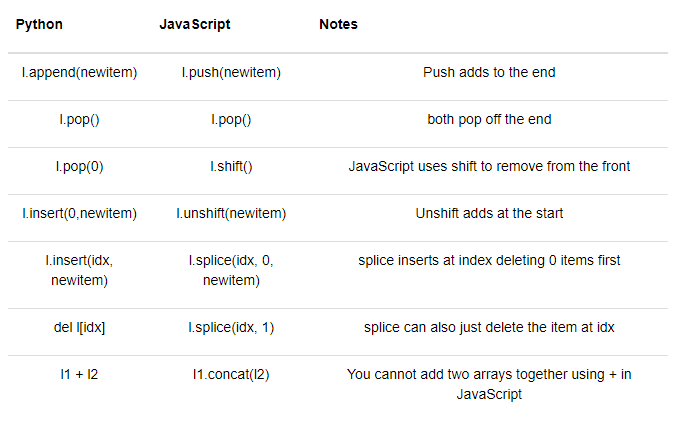 Python JavaScript Notes
l.append(newitem) l.push(newitem) Push adds to the end
l.pop() l.pop() both pop off the end
l.pop(0) l.shift() JavaScript uses shift to remove from the front
l.insert(0,newitem) l.unshift(newitem) Unshift adds at the start
l.insert(idx, l.splice(idx, 0, splice inserts at index deleting 0 items first
newitem) newitem)
del l[idx] l.splice(idx, 1) splice can also just delete the item at idx
l1 + l2 l1.concat(l2) You cannot add two arrays together using + in
JavaScript